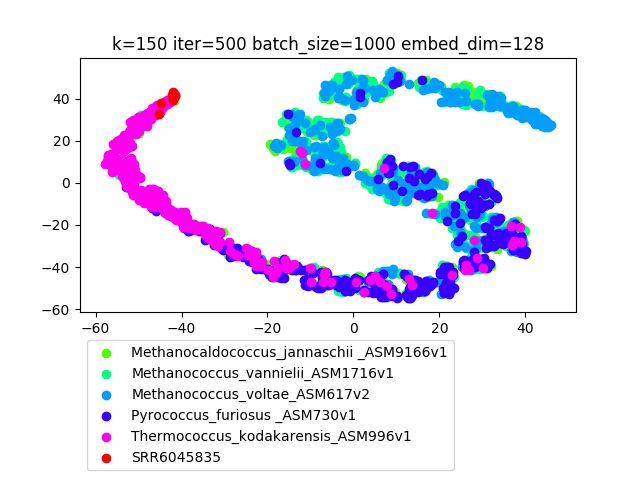 k=150 iter=500 batch_size=1000 embed_dim=128
40
20
0
−20
−40
−60
−60 −40 −20 0 20 40
Methanocaldococcus_jannaschii _ASM9166v1
Methanococcus_vannielii_ASM1716v1
Methanococcus_voltae_ASM617v2
Pyrococcus_furiosus _ASM730v1
Thermococcus_kodakarensis_ASM996v1
SRR6045835